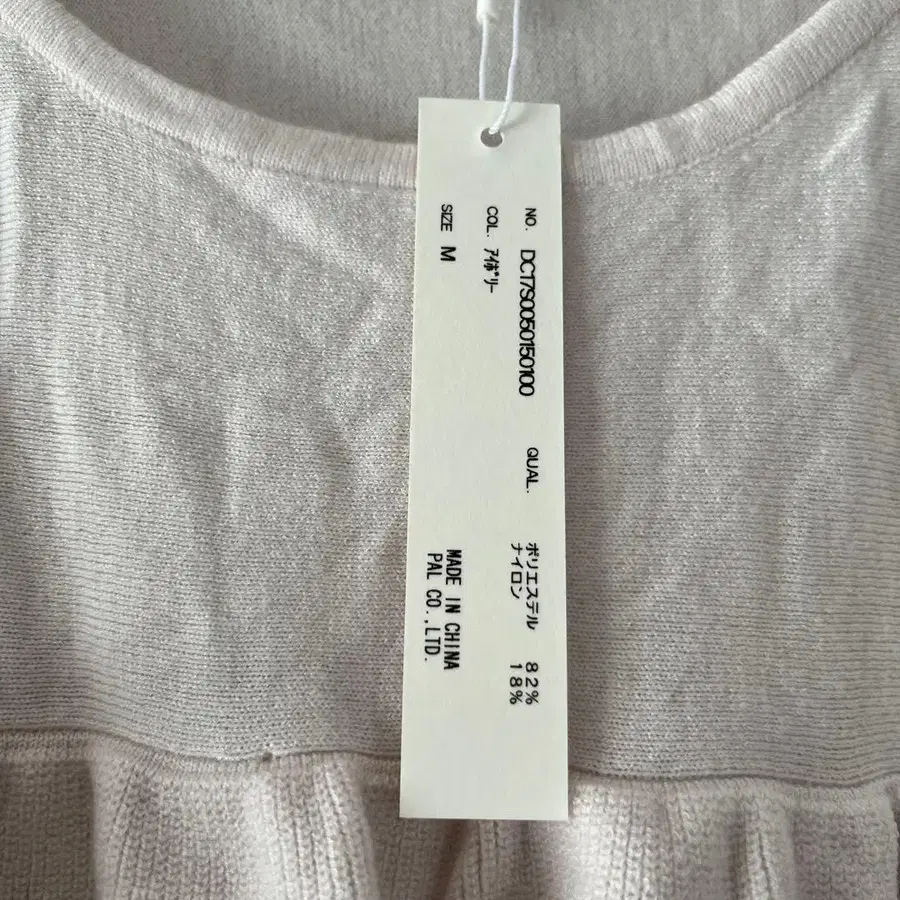 NO. DC17S0050150100 QUAL. ポリエステル 82%
ナイロン 18%
COL. ｱｲﾎﾞﾘｰ
SIZE M
MADE IN CHINA
PAL CO.,LTD.